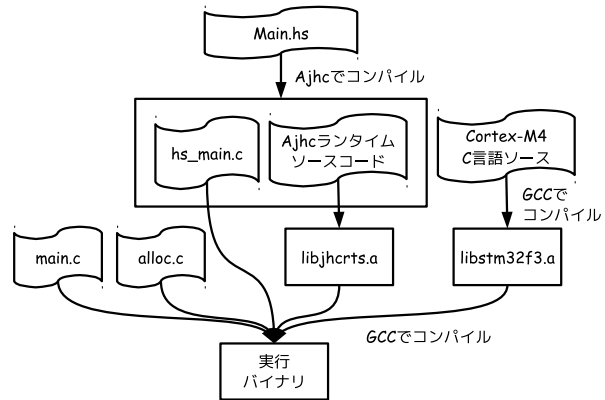 Main.hs
Ajhcでコンパイル
hs_main.c
Ajhcランタイム
ソースコード
Cortex-M4
C言語ソース
GCCで
コンパイル
main.c
alloc.c
libjhcrts.a
libstm32f3.a
GCCでコンパイル
実行
バイナリ